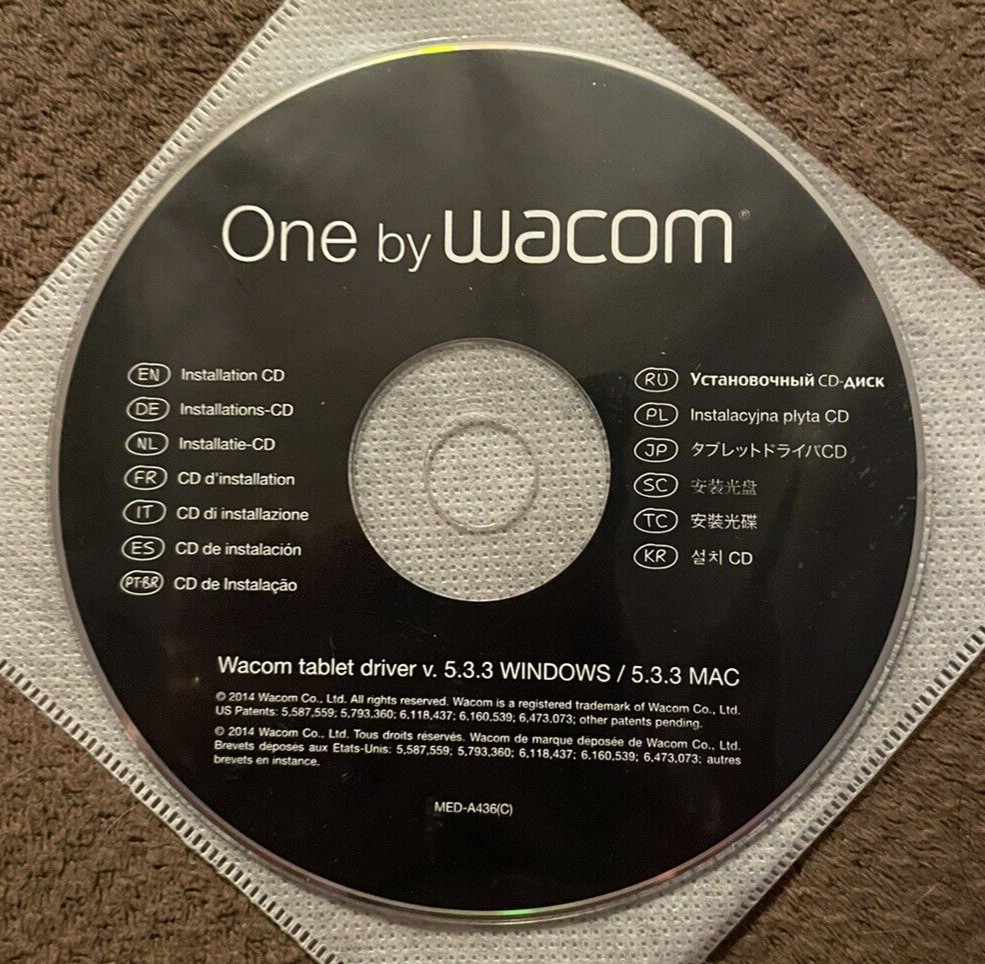 One by wacom®
EN Installation CD
DE Installations-CD
NL Installatie-CD
FR CD d'installation
IT CD di installazione
ES CD de instalación
PT-BR CD de Instalação
RU Установочный CD-диск
PL Instalacyjna płyta CD
JP タブレットドライバCD
SC 安装光盘
TC 安裝光碟
KR 설치 CD
Wacom tablet driver v. 5.3.3 WINDOWS / 5.3.3 MAC
© 2014 Wacom Co., Ltd. All rights reserved. Wacom is a registered trademark of Wacom Co., Ltd.
US Patents: 5,587,559; 5,793,360; 6,118,437; 6,160,539; 6,473,073; other patents pending.
© 2014 Wacom Co., Ltd. Tous droits réservés. Wacom de marque déposée de Wacom Co., Ltd.
Brevets déposés aux Etats-Unis: 5,587,559; 5,793,360; 6,118,437; 6,160,539; 6,473,073; autres
brevets en instance.
MED-A436(C)